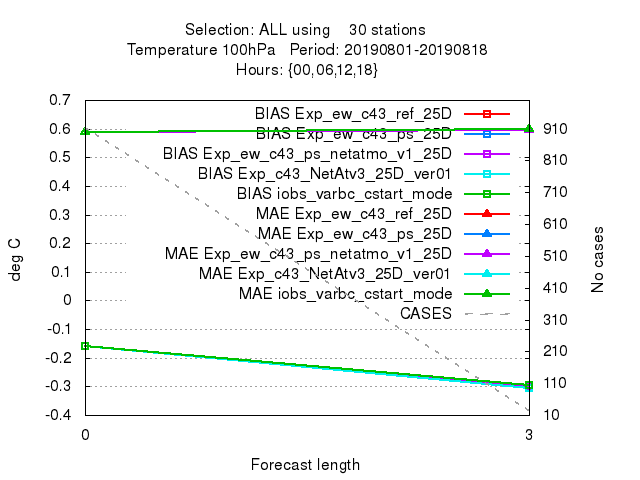 Selection: ALL using 30 stations
Temperature 100hPa Period: 20190801-20190818
Hours: {00,06,12,18}
0.7
0.6
0.5
0.4
0.3
0.2
0.1
0
-0.1
-0.2
-0.3
-0.4
deg C
BIAS Exp_ew_c43_ref_25D
BIAS Exp_ew_c43_ps_25D
BIAS Exp_ew_c43_ps_netatmo_v1_25D
BIAS Exp_c43_NetAtv3_25D_ver01
BIAS iobs_varbc_cstart_mode
MAE Exp_ew_c43_ref_25D
MAE Exp_ew_c43_ps_25D
MAE Exp_ew_c43_ps_netatmo_v1_25D
MAE Exp_c43_NetAtv3_25D_ver01
MAE iobs_varbc_cstart_mode
CASES
910
810
710
610
510
410
310
210
110
10
No cases
0 3
Forecast length